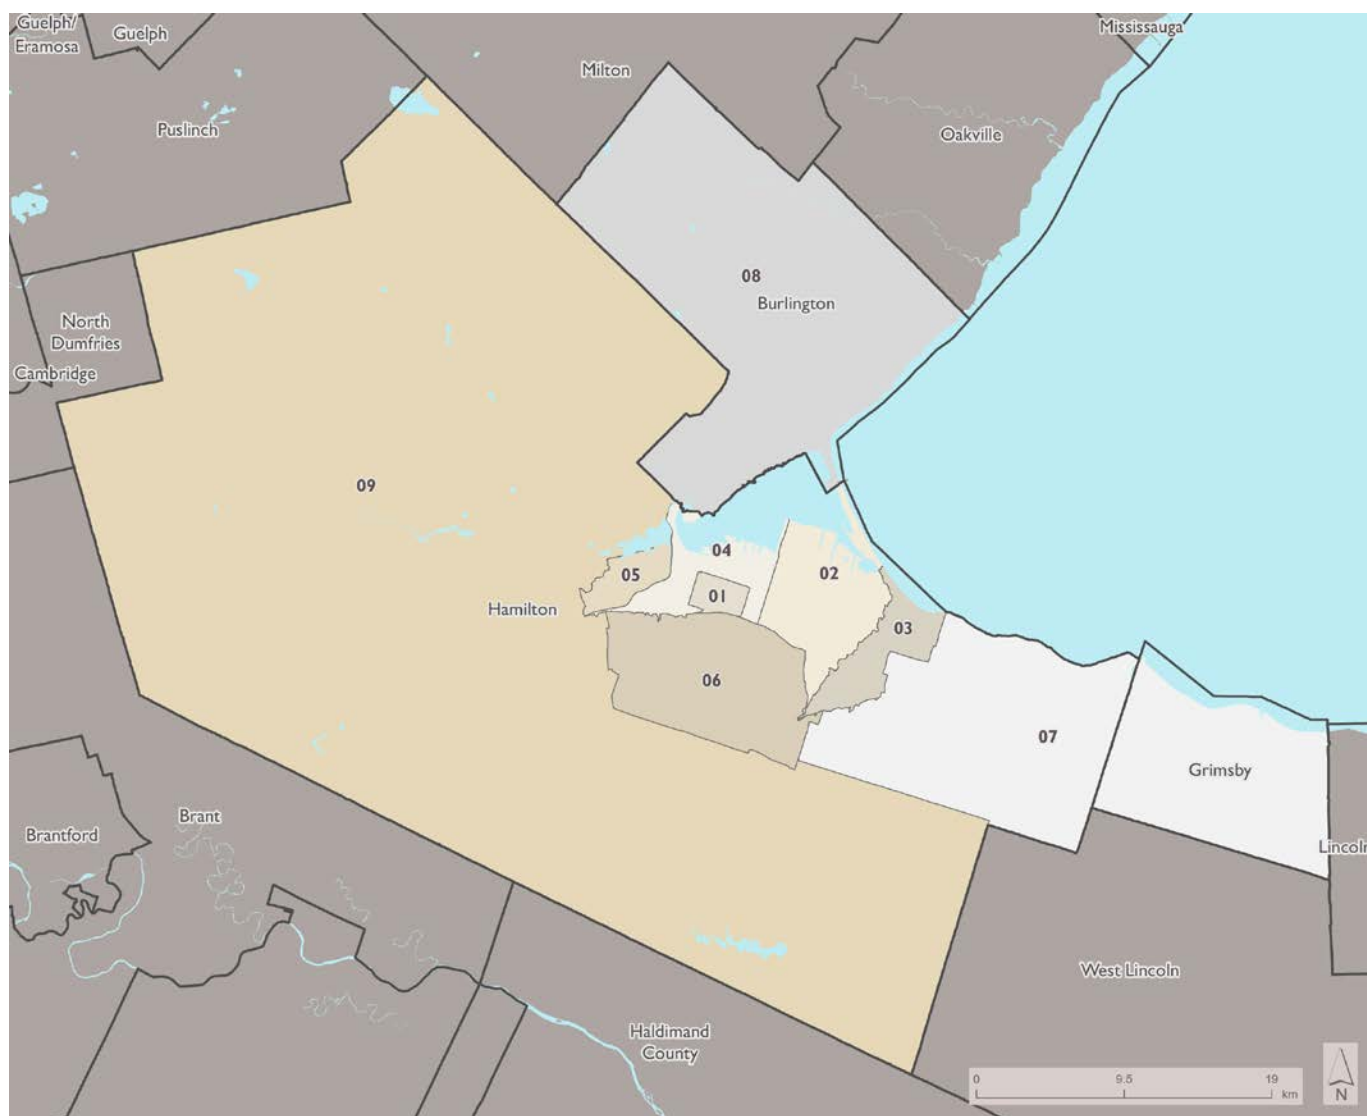 Guelph/
Eramosa
Guelph
Mississauga
Milton
Puslinch
Oakville
08
Burlington
North
Dumfries
Cambridge
09
04
02
05
01
Hamilton
03
06
07
Grimsby
Brant
Brantford
Lincoln
West Lincoln
Haldimand
County
0 9.5 19
km
N